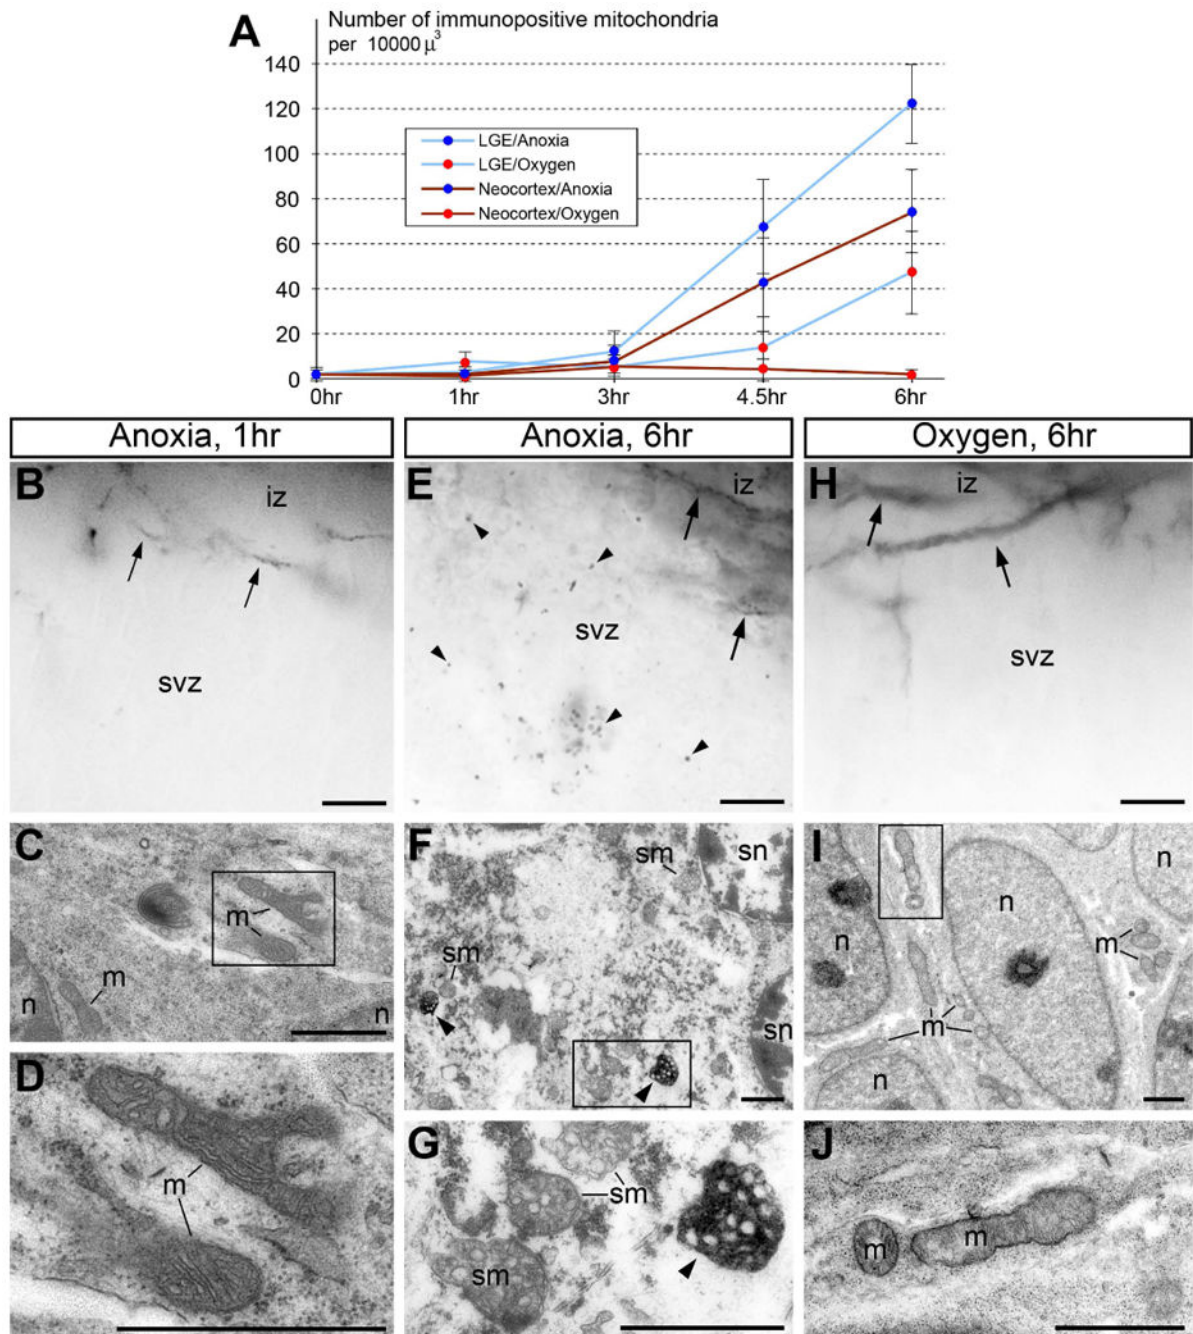 A
Number of immunopositive mitochondria
per 10000 μ³
140
120
100
80
60
40
20
0
LGE/Anoxia
LGE/Oxygen
Neocortex/Anoxia
Neocortex/Oxygen
0hr 1hr 3hr 4.5hr 6hr
Anoxia, 1hr
Anoxia, 6hr
Oxygen, 6hr
B
iz
svz
E
iz
svz
H
iz
svz
C
m
m
n
n
F
sm
sn
sm
sn
I
n
n
n
m
m
n
D
m
G
sm
sm
J
m
m